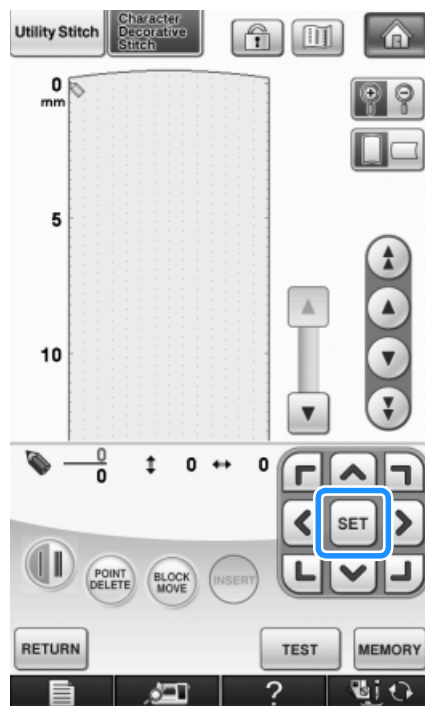 Utility Stitch
Character
Decorative
Stitch
0
mm
5
10
0
0
0
0
SET
POINT
DELETE
BLOCK
MOVE
INSERT
RETURN
TEST
MEMORY
?